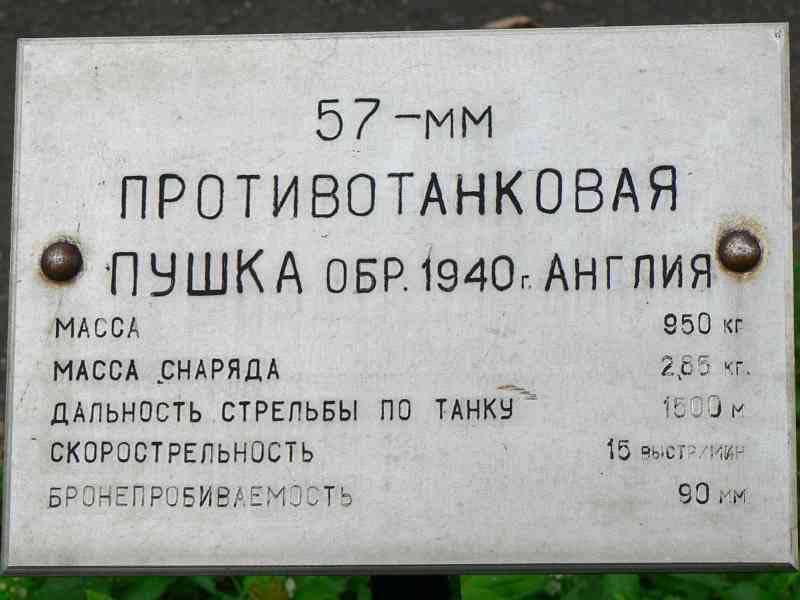 57-мм
ПРОТИВОТАНКОВАЯ
ПУШКА ОБР. 1940г. АНГЛИЯ
МАССА 950 кг
МАССА СНАРЯДА 2,85 кг.
ДАЛЬНОСТЬ СТРЕЛЬБЫ ПО ТАНКУ 1500 м
СКОРОСТРЕЛЬНОСТЬ 15 выстр/мин
БРОНЕПРОБИВАЕМОСТЬ 90 мм